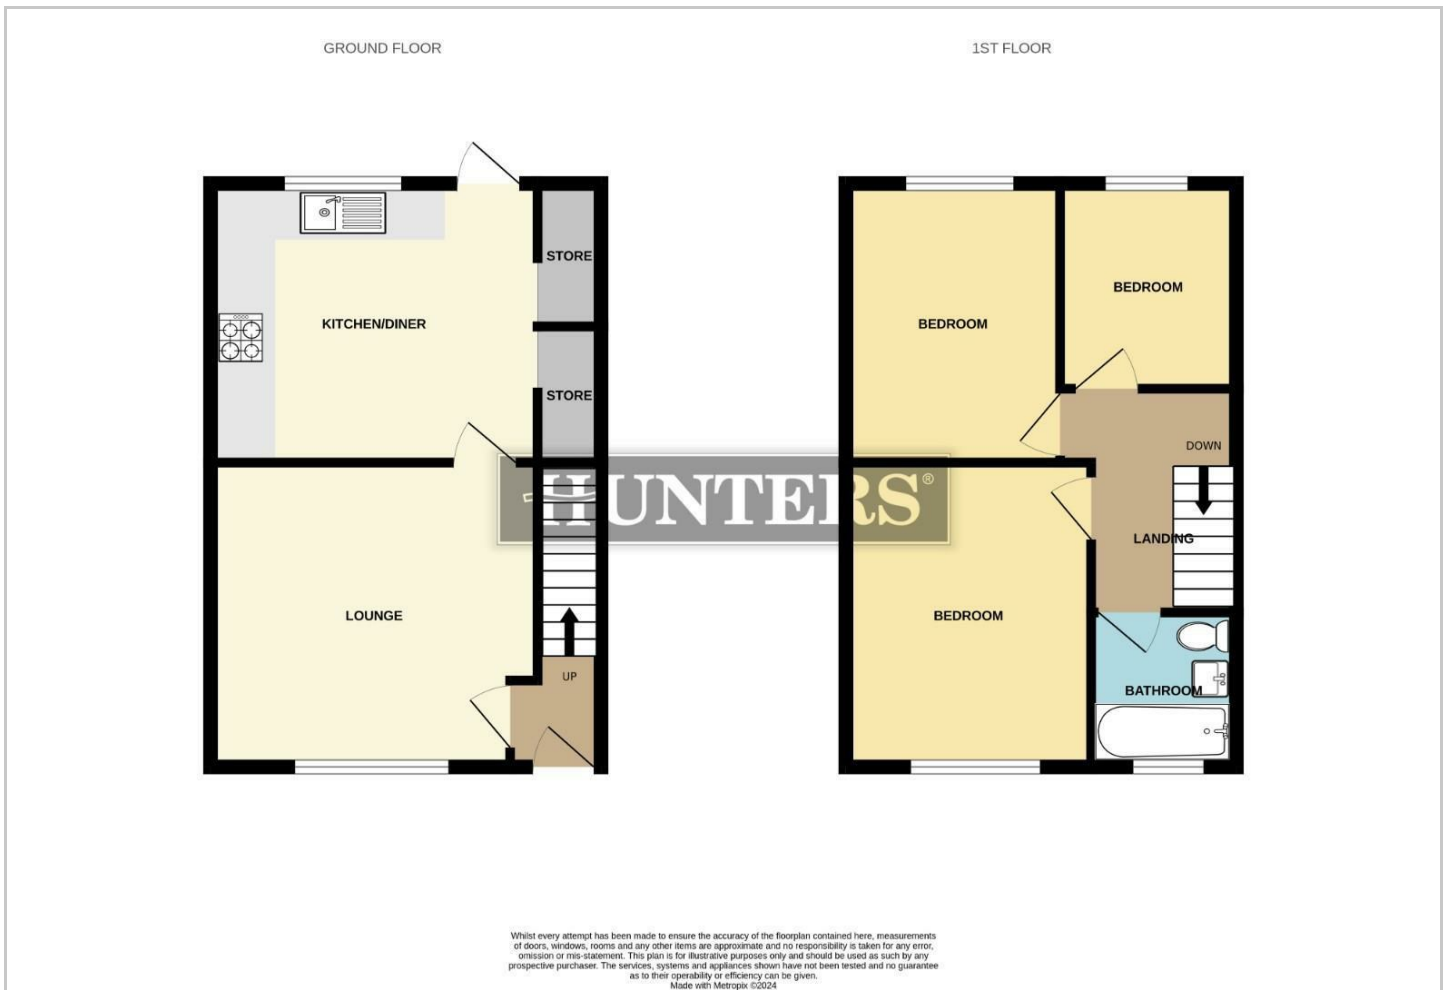 GROUND FLOOR
1ST FLOOR
STORE
KITCHEN/DINER
STORE
LOUNGE
UP
BEDROOM
BEDROOM
DOWN
LANDING
BEDROOM
BATHROOM
HUNTERS®
Whilst every attempt has been made to ensure the accuracy of the floorplan contained here, measurements
of doors, windows, rooms and any other items are approximate and no responsibility is taken for any error,
omission or mis-statement. This plan is for illustrative purposes only and should be used as such by any
prospective purchaser. The services, systems and appliances shown have not been tested and no guarantee
as to their operability or efficiency can be given.
Made with Metropix ©2024